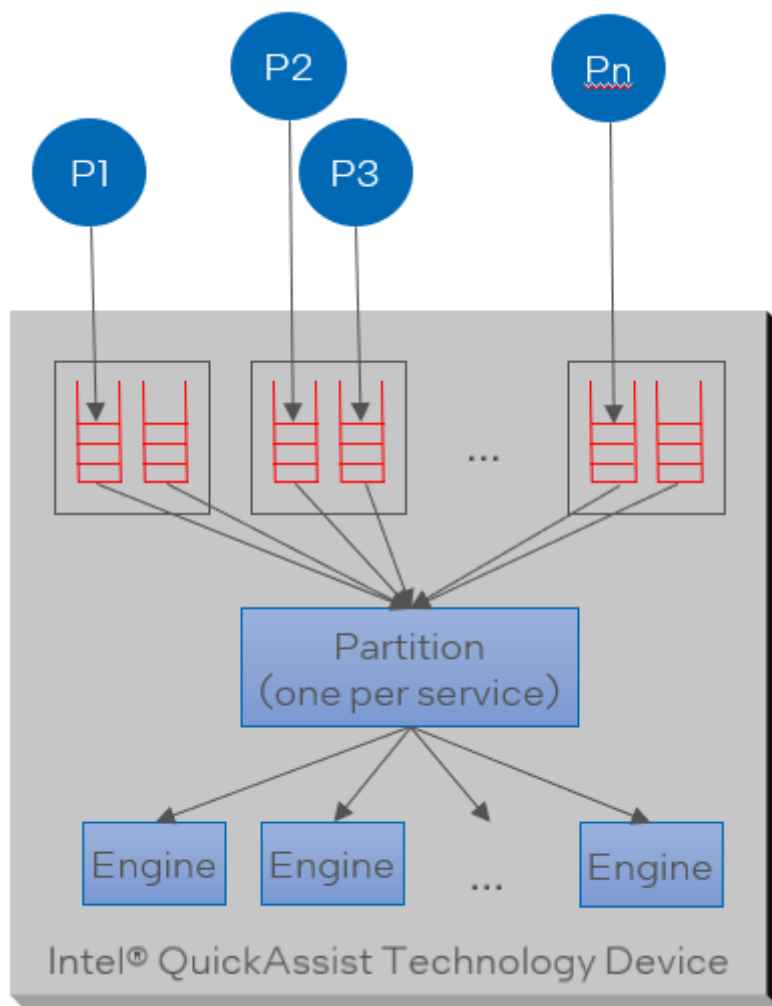 P1
P2
P3
Pn
...
Partition
(one per service)
Engine
Engine
...
Engine
Intel® QuickAssist Technology Device